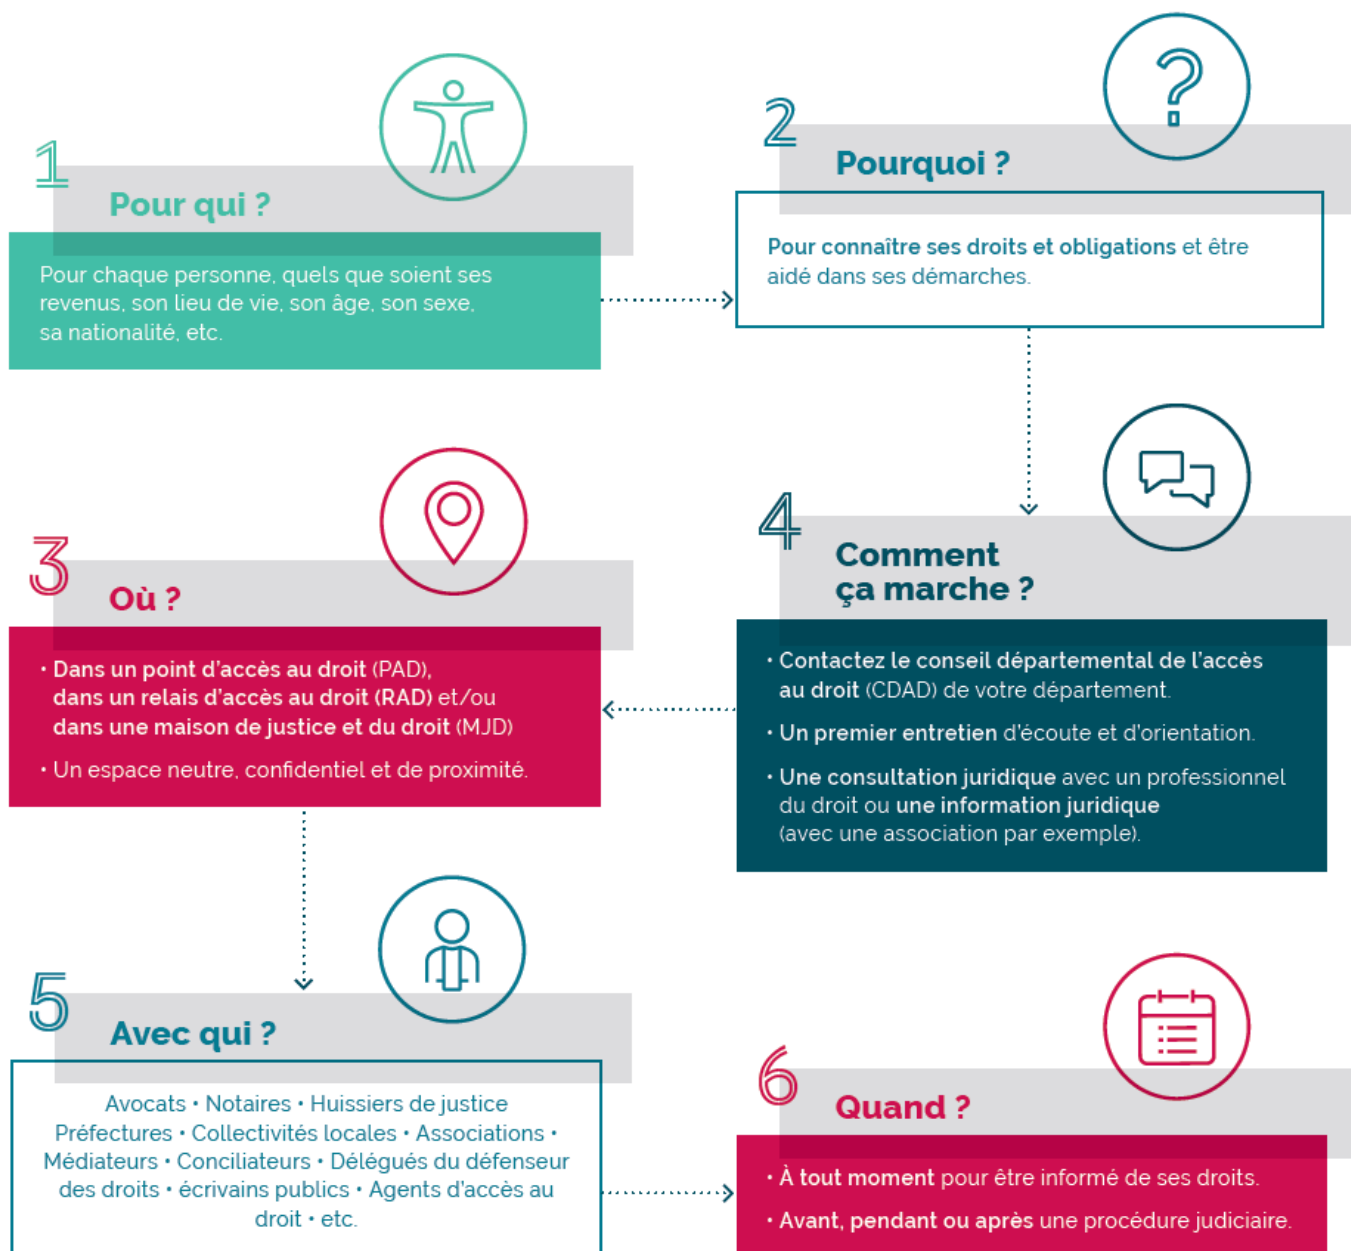 1
Pour qui ?
Pour chaque personne, quels que soient ses
revenus, son lieu de vie, son âge, son sexe,
sa nationalité, etc.
2
Pourquoi ?
?
Pour connaître ses droits et obligations et être
aidé dans ses démarches.
3
Où ?
• Dans un point d'accès au droit (PAD),
dans un relais d'accès au droit (RAD) et/ou
dans une maison de justice et du droit (MJD)
• Un espace neutre, confidentiel et de proximité.
4
Comment
ça marche ?
• Contactez le conseil départemental de l'accès
au droit (CDAD) de votre département.
• Un premier entretien d'écoute et d'orientation.
• Une consultation juridique avec un professionnel
du droit ou une information juridique
(avec une association par exemple).
5
Avec qui ?
Avocats • Notaires • Huissiers de justice
Préfectures • Collectivités locales • Associations •
Médiateurs • Conciliateurs • Délégués du défenseur
des droits • écrivains publics • Agents d'accès au
droit • etc.
6
Quand ?
• À tout moment pour être informé de ses droits.
• Avant, pendant ou après une procédure judiciaire.